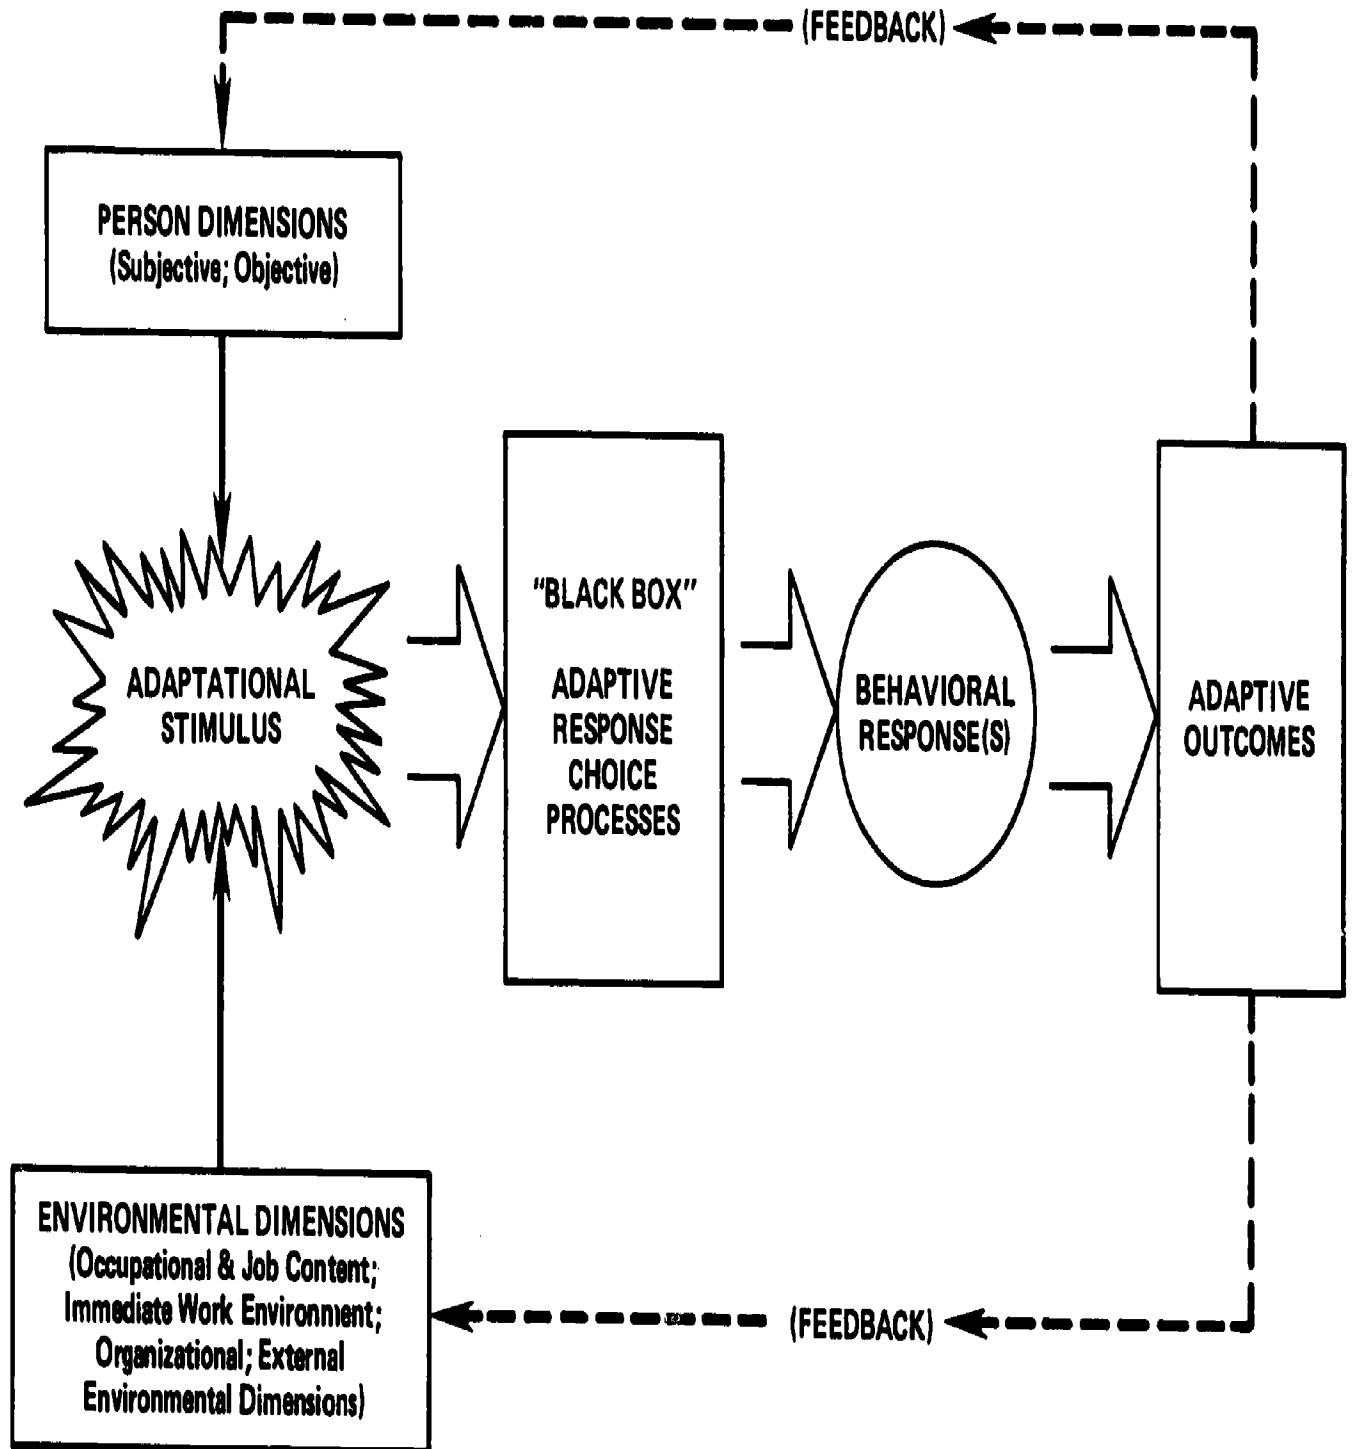 (FEEDBACK)
PERSON DIMENSIONS
(Subjective; Objective)
ADAPTATIONAL
STIMULUS
"BLACK BOX"
ADAPTIVE
RESPONSE
CHOICE
PROCESSES
BEHAVIORAL
RESPONSE(S)
ADAPTIVE
OUTCOMES
ENVIRONMENTAL DIMENSIONS
(Occupational & Job Content;
Immediate Work Environment;
Organizational; External
Environmental Dimensions)
(FEEDBACK)